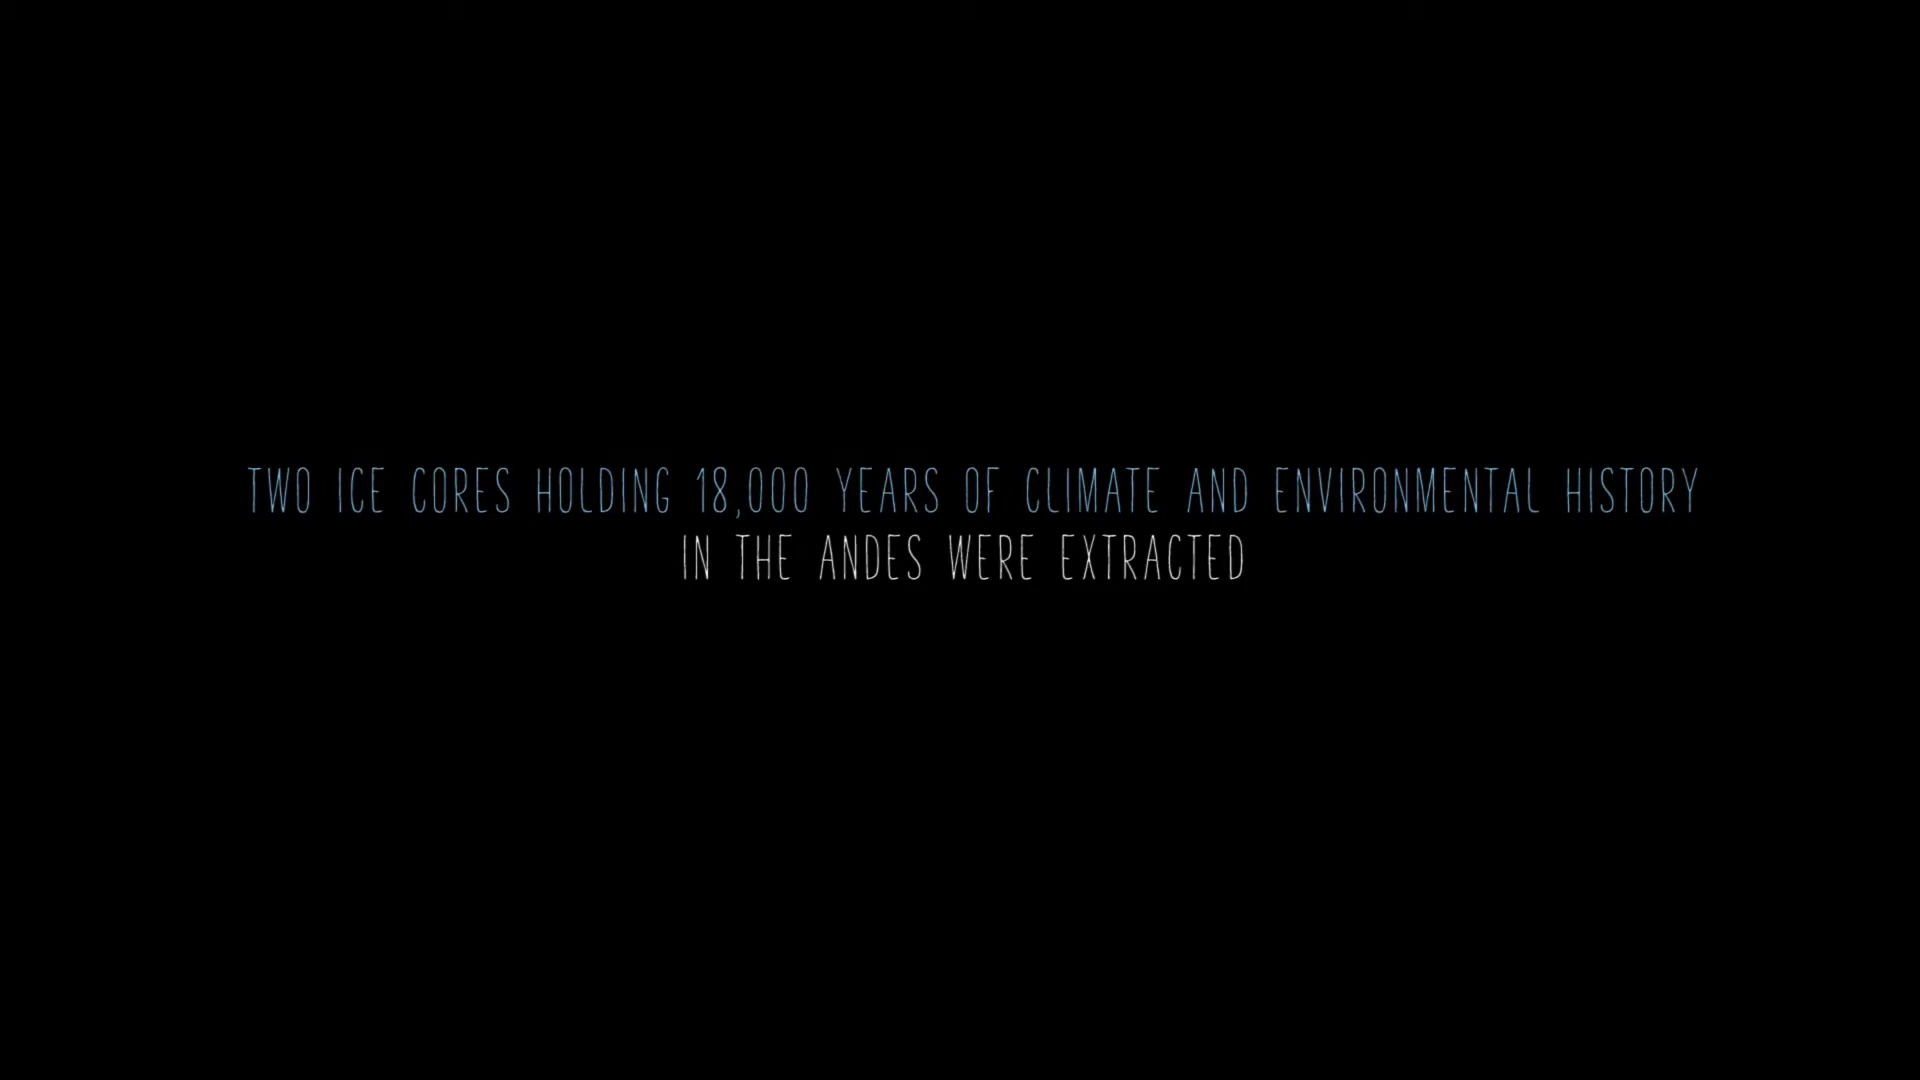 TWO ICE CORES HOLDING 18,000 YEARS OF CLIMATE AND ENVIRONMENTAL HISTORY
IN THE ANDES WERE EXTRACTED